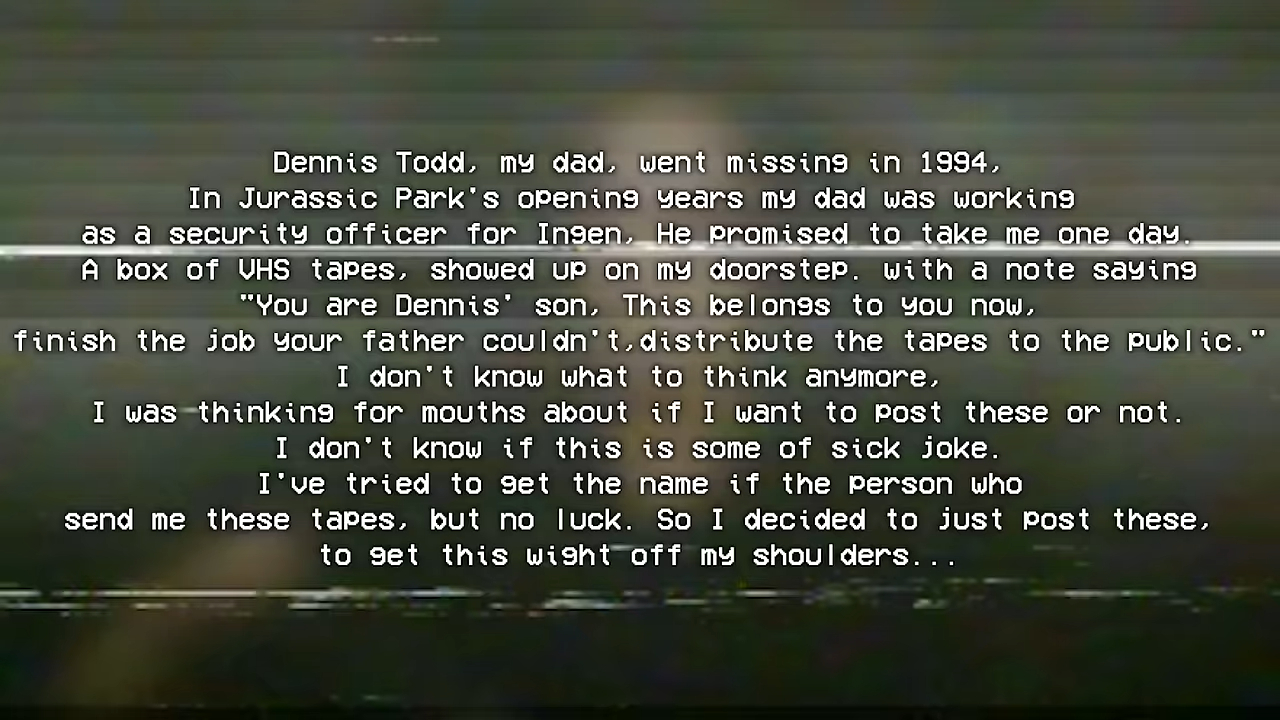 Dennis Todd, my dad, went missing in 1994,
In Jurassic Park's opening years my dad was working
as a security officer for Ingen, He promised to take me one day.
A box of VHS tapes, showed up on my doorstep. with a note saying
"You are Dennis' son, This belongs to you now,
finish the job your father couldn't,distribute the tapes to the public."
I don't know what to think anymore,
I was thinking for mouths about if I want to post these or not.
I don't know if this is some of sick joke.
I've tried to get the name if the person who
send me these tapes, but no luck. So I decided to just post these,
to get this wight off my shoulders...